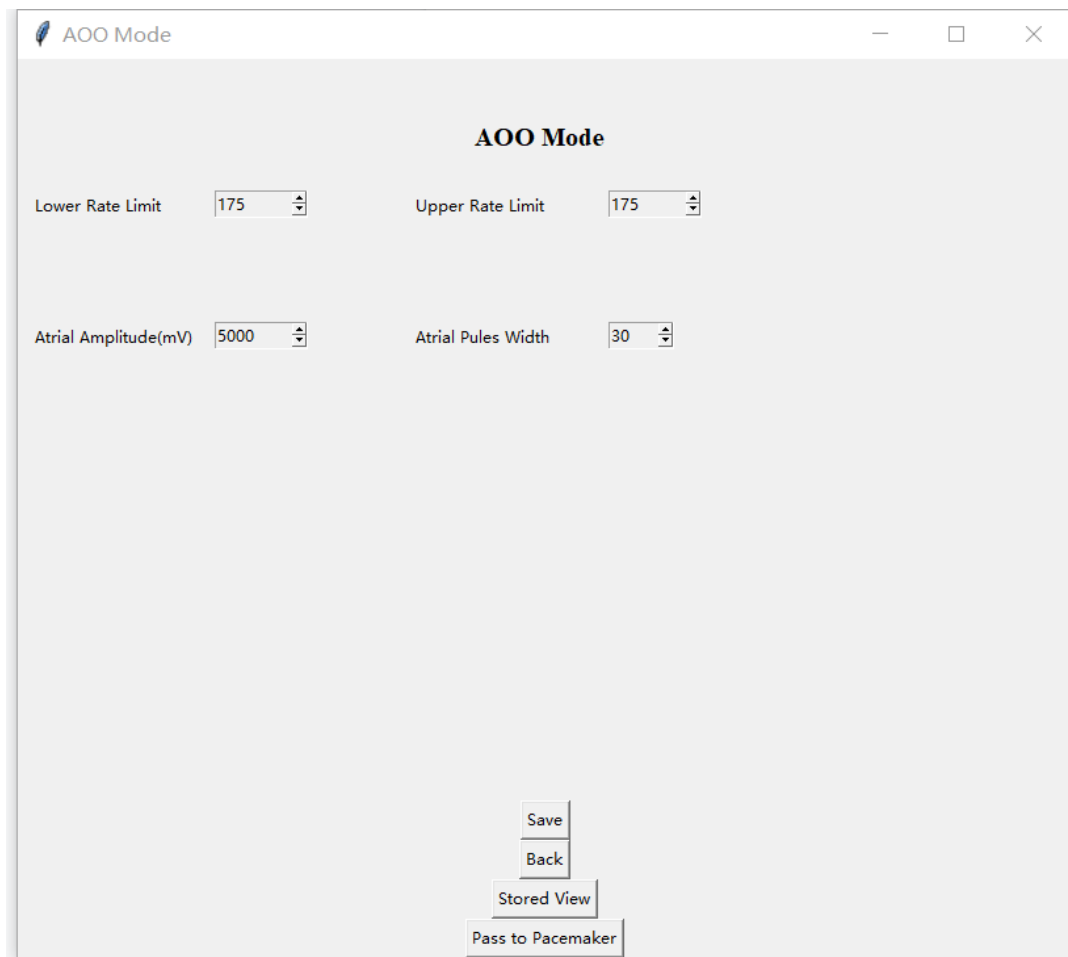 AOO Mode
AOO Mode
Lower Rate Limit 175 Upper Rate Limit 175
Atrial Amplitude(mV) 5000 Atrial Pules Width 30
Save
Back
Stored View
Pass to Pacemaker